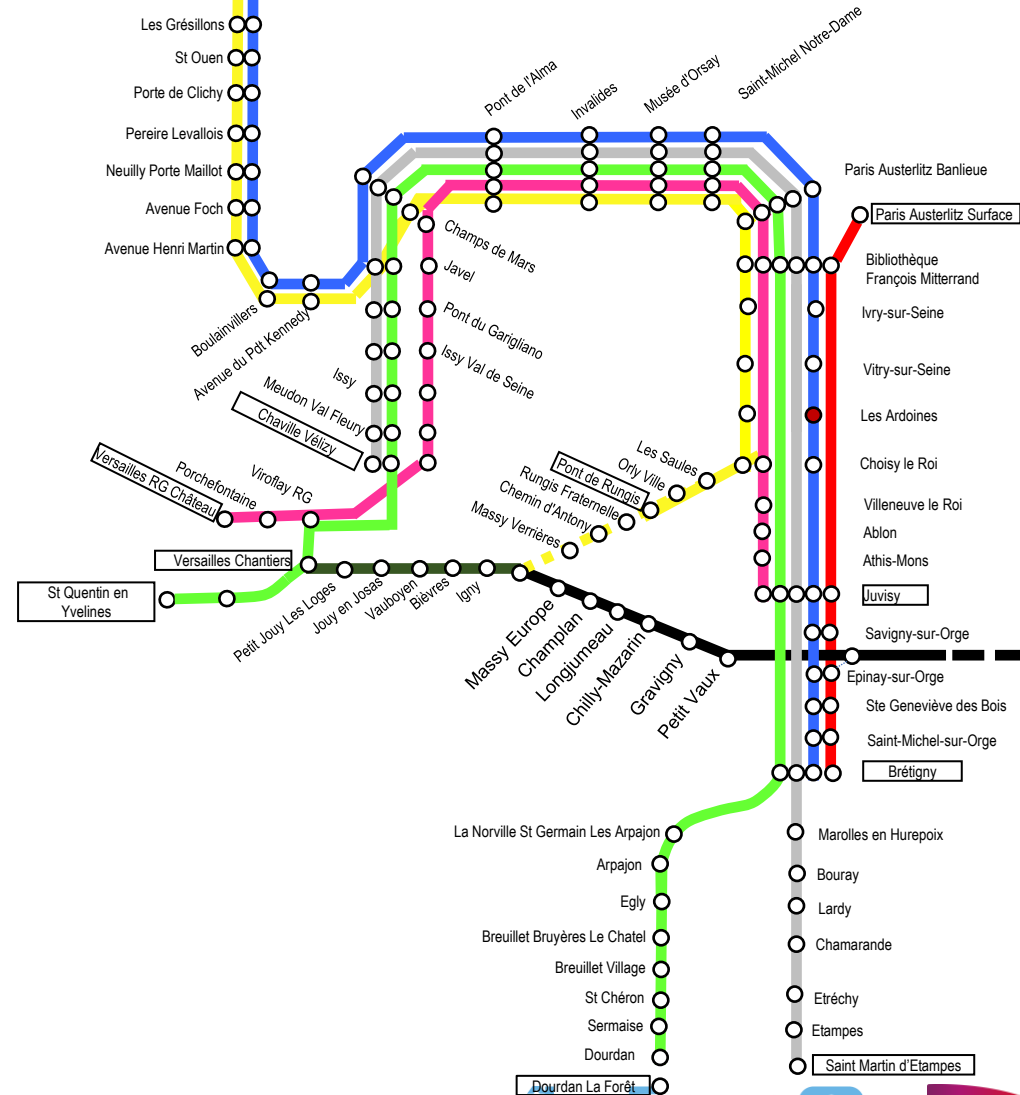 Les Grésillons
St Ouen
Porte de Clichy
Pereire Levallois
Neuilly Porte Maillot
Avenue Foch
Avenue Henri Martin
Boulainvilliers
Avenue du Pdt Kennedy
Pont de l'Alma
Invalides
Musée d'Orsay
Saint-Michel Notre-Dame
Paris Austerlitz Banlieue
Paris Austerlitz Surface
Bibliothèque
François Mitterrand
Ivry-sur-Seine
Vitry-sur-Seine
Les Ardoines
Choisy le Roi
Villeneuve le Roi
Ablon
Athis-Mons
Juvisy
Savigny-sur-Orge
Epinay-sur-Orge
Ste Geneviève des Bois
Saint-Michel-sur-Orge
Brétigny
Marolles en Hurepoix
Bouray
Lardy
Chamarande
Etréchy
Etampes
Saint Martin d'Etampes
Champs de Mars
Javel
Pont du Garigliano
Issy Val de Seine
Issy
Meudon Val Fleury
Chaville Vélizy
Viroflay RG
Porchefontaine
Versailles RG Château
Versailles Chantiers
St Quentin en
Yvelines
Petit Jouy Les Loges
Jouy en Josas
Vauboyen
Bièvres
Igny
Les Saules
Orly Ville
Pont de Rungis
Rungis Fraternelle
Chemin d'Antony
Massy Verrières
Massy Europe
Champlan
Longjumeau
Chilly-Mazarin
Gravigny
Petit Vaux
La Norville St Germain Les Arpajon
Arpajon
Egly
Breuillet Bruyères Le Chatel
Breuillet Village
St Chéron
Sermaise
Dourdan
Dourdan La Forêt